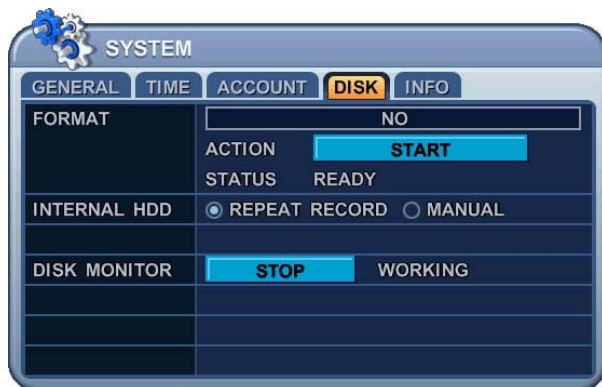 SYSTEM
GENERAL TIME ACCOUNT DISK INFO
FORMAT NO
ACTION START
STATUS READY
INTERNAL HDD REPEAT RECORD MANUAL
DISK MONITOR STOP WORKING